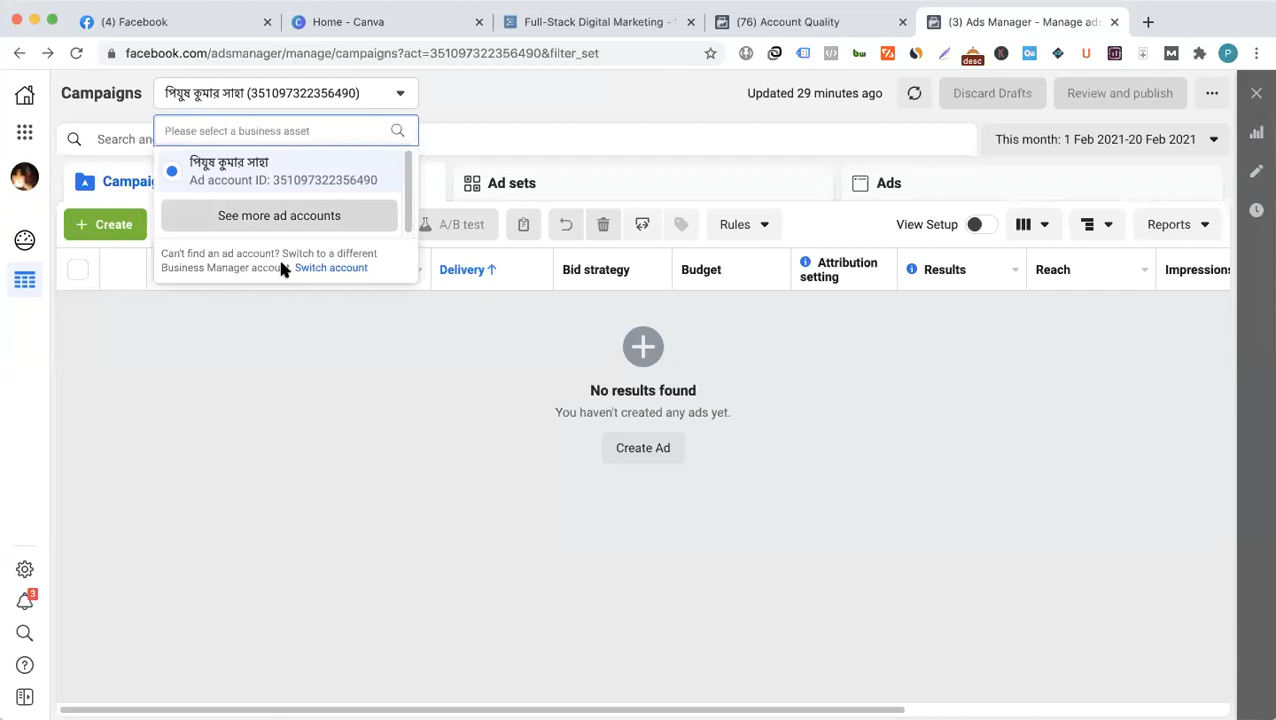 (4) Facebook
Home - Canva
Full-Stack Digital Marketing -
(76) Account Quality
(3) Ads Manager - Manage ads
facebook.com/adsmanager/manage/campaigns?act=351097322356490&filter_set
desc
P
Campaigns
পিযুষ কুমার সাহা (351097322356490)
Updated 29 minutes ago
Discard Drafts
Review and publish
Please select a business asset
Search and
This month: 1 Feb 2021-20 Feb 2021
পিযুষ কুমার সাহা
Ad account ID: 351097322356490
Campaig
Ad sets
Ads
See more ad accounts
+ Create
A/B test
Rules
View Setup
Reports
Can't find an ad account? Switch to a different
Business Manager account. Switch account
Delivery ↑
Bid strategy
Budget
Attribution
setting
Results
Reach
Impressions
No results found
You haven't created any ads yet.
Create Ad
3